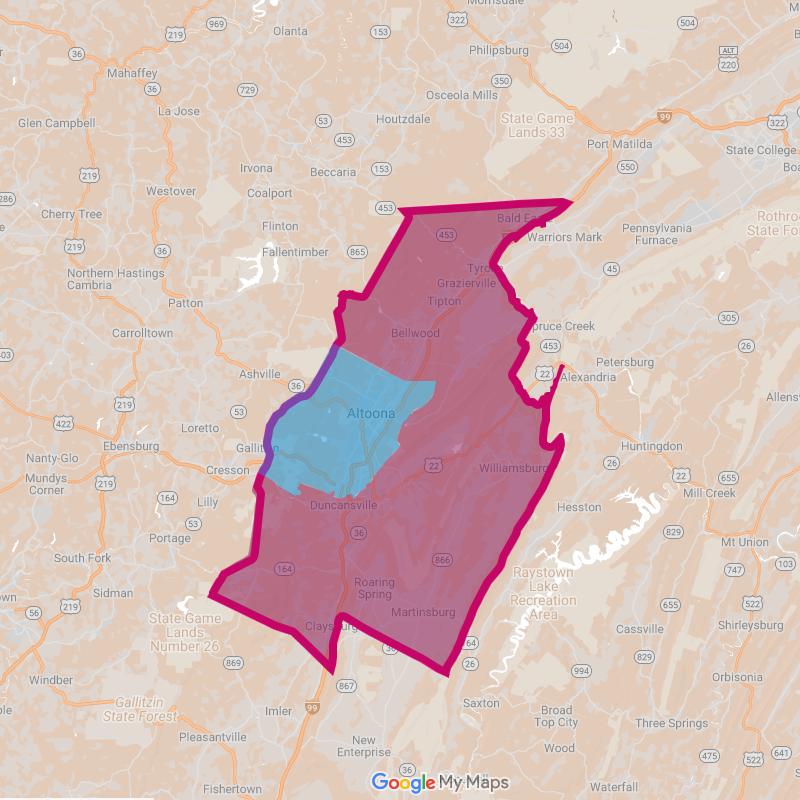 Morrisdale
322
969
Olanta
153
504
219
Philipsburg
504
ALT
220
36
Mahaffey
36
350
729
Osceola Mills
La Jose
Houtzdale
State Game
Lands 33
99
322
Glen Campbell
53
453
Port Matilda
State College
550
Irvona
Beccaria
153
219
Westover
Coalport
286
453
Cherry Tree
Flinton
453
Bald Eagle
Warriors Mark
Pennsylvania
Furnace
219
36
Fallentimber
865
Northern Hastings
Cambria
Tyrone
45
Grazierville
Tipton
Patton
305
Carrolltown
Bellwood
Spruce Creek
453
26
403
Petersburg
Ashville
36
22
Alexandria
219
53
Altoona
422
Loretto
Ebensburg
Gallitzin
Huntingdon
Nanty-Glo
Cresson
22
Williamsburg
26
22
655
Mundys
Corner
219
164
Lilly
Mill Creek
Duncansville
Hesston
53
Portage
36
829
Mt Union
South Fork
164
866
747
103
Raystown
Lake
Recreation
Area
Sidman
Roaring
Spring
522
56
219
Martinsburg
655
State Game
Lands
Number 26
Claysburg
Cassville
Shirleysburg
869
829
26
994
Windber
867
Orbisonia
Gallitzin
State Forest
Imler
99
Saxton
Broad
Top City
Three Springs
Pleasantville
New
Enterprise
Wood
475
522
641
36
Fishertown
Google My Maps
Waterfall